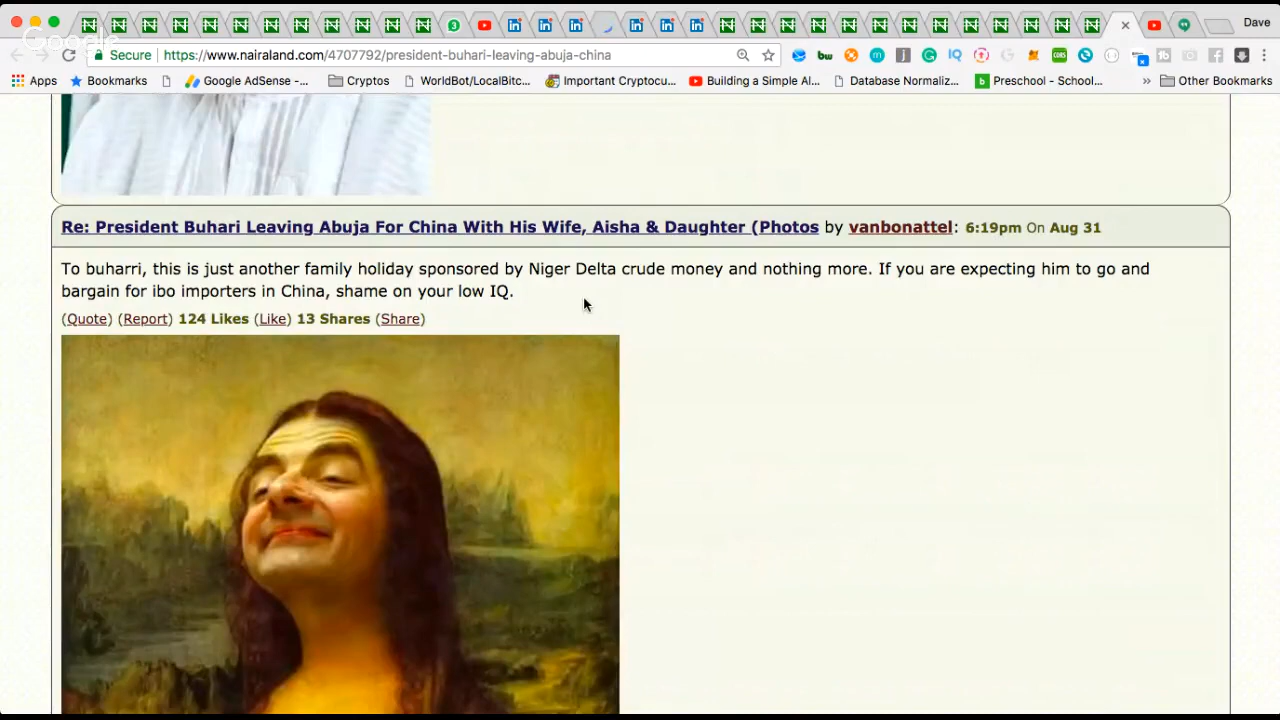 Dave
Google
Secure | https://www.nairaland.com/4707792/president-buhari-leaving-abuja-china
Apps Bookmarks Google AdSense -... Cryptos WorldBot/LocalBitc... Important Cryptocu... Building a Simple Al... Database Normaliz... Preschool - School... » Other Bookmarks
Re: President Buhari Leaving Abuja For China With His Wife, Aisha & Daughter (Photos by vanbonattel: 6:19pm On Aug 31
To buharri, this is just another family holiday sponsored by Niger Delta crude money and nothing more. If you are expecting him to go and
bargain for ibo importers in China, shame on your low IQ.
(Quote) (Report) 124 Likes (Like) 13 Shares (Share)